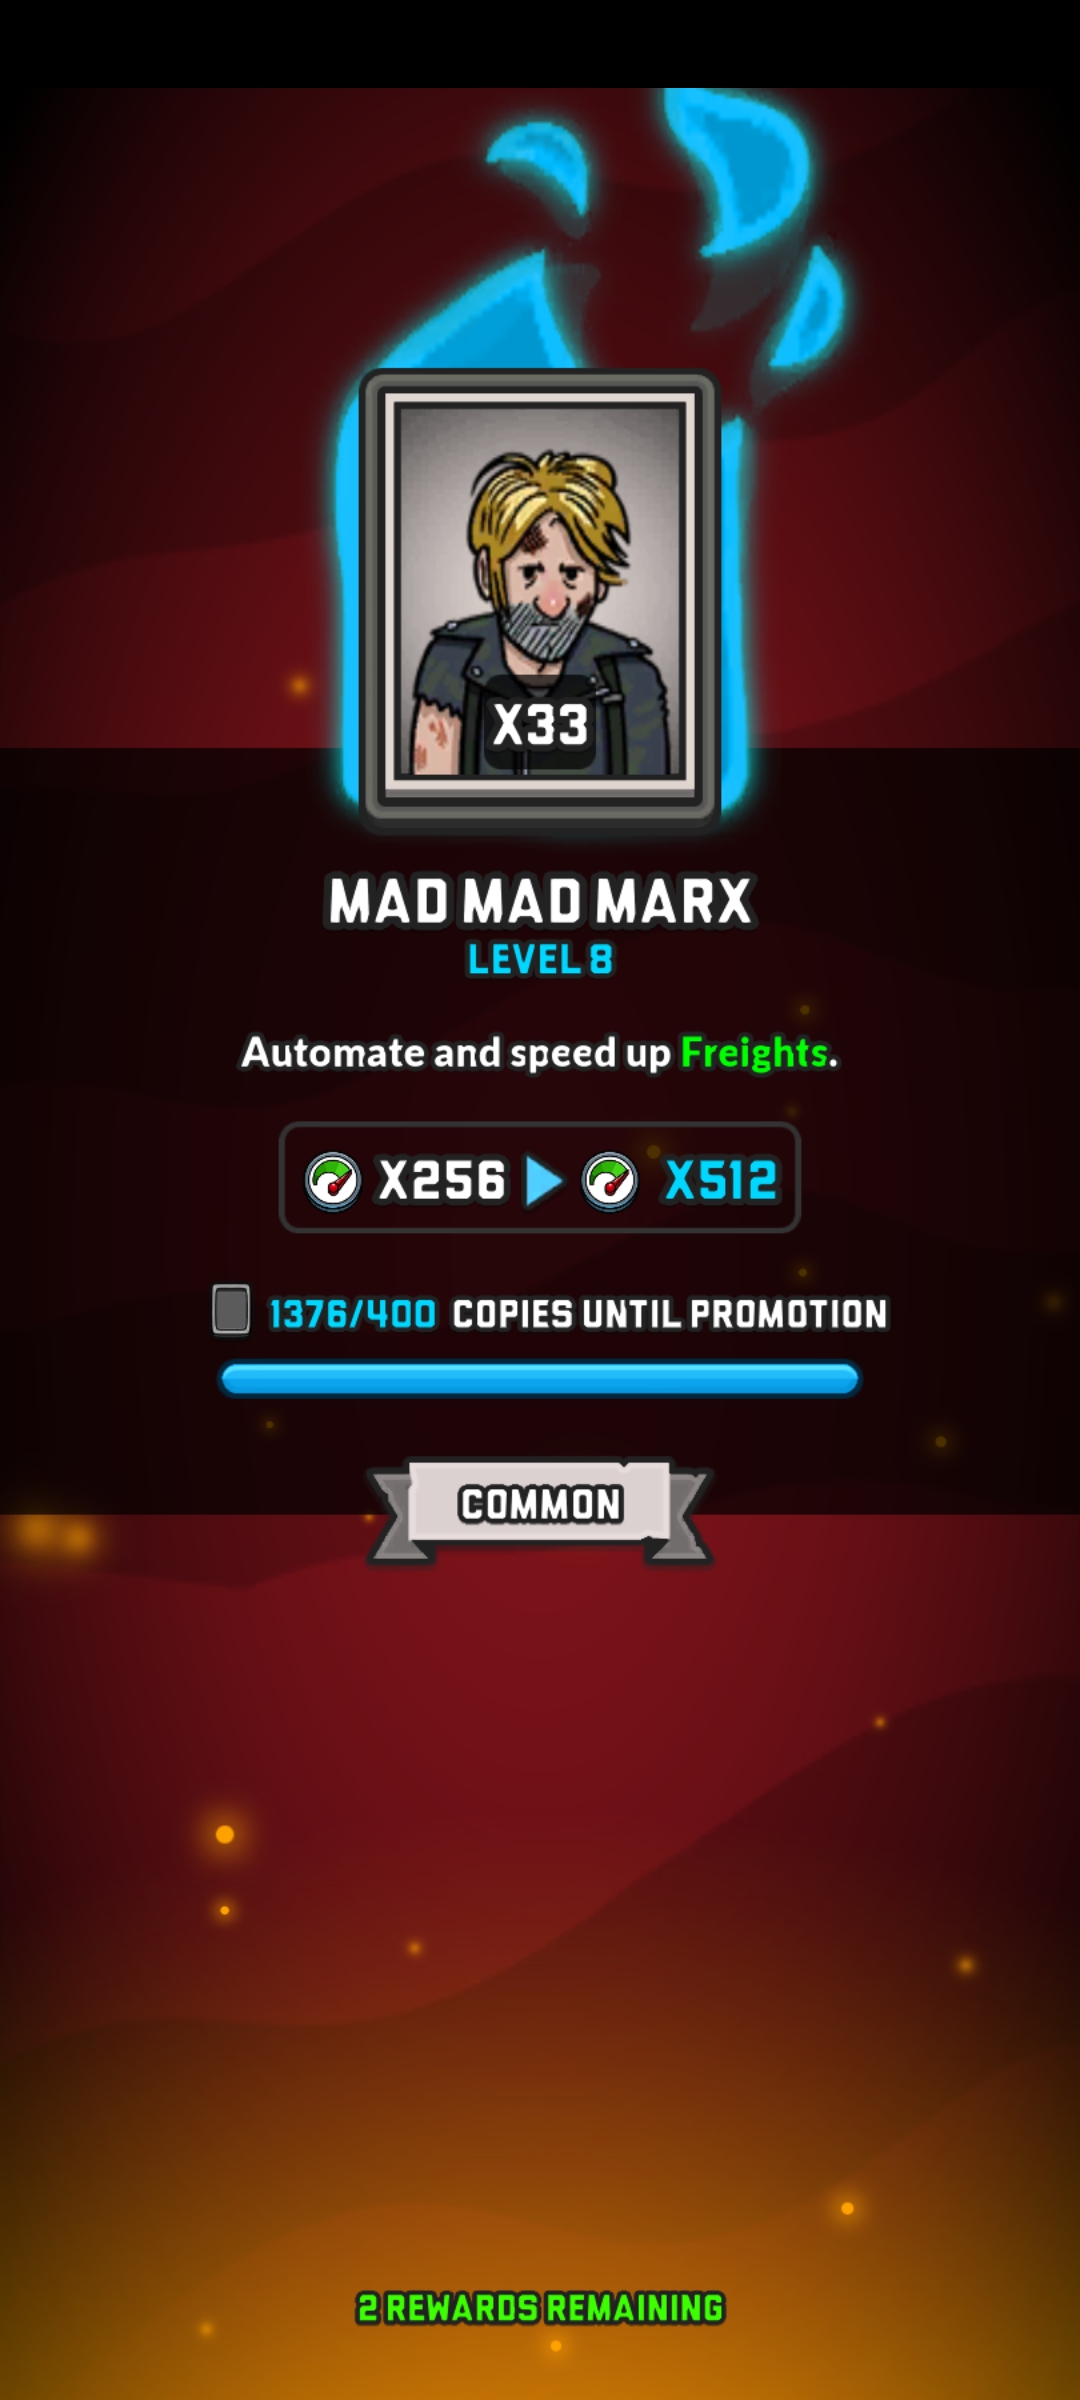 X33
MAD MAD MARX
LEVEL 8
Automate and speed up Freights.
X256 X512
1376/400 COPIES UNTIL PROMOTION
COMMON
2 REWARDS REMAINING